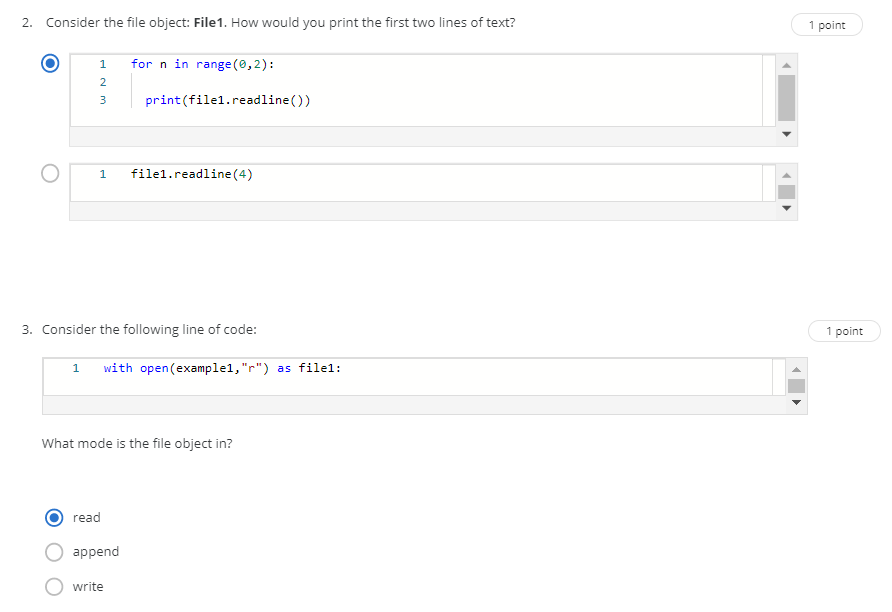 2. Consider the file object: File1. How would you print the first two lines of text?
1 point
1 for n in range(0,2):
2
3 print(file1.readline())
1 file1.readline(4)
3. Consider the following line of code:
1 point
1 with open(example1,"r") as file1:
What mode is the file object in?
read
append
write